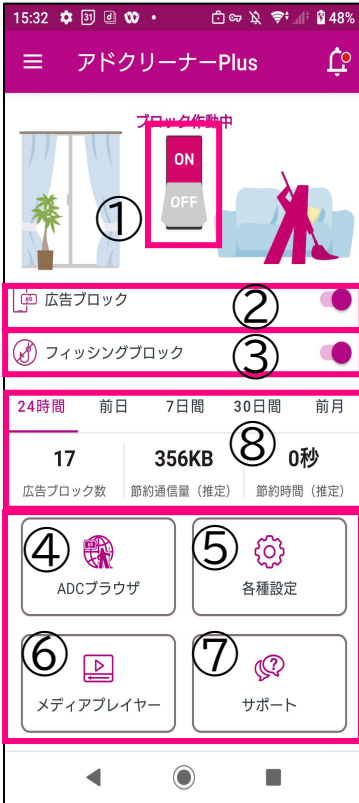 15:32 31 d 48%
アドクリーナーPlus
ブロック作動中
ON
OFF
①
広告ブロック ②
フィッシングブロック ③
24時間 前日 7日間 30日間 前月
⑧
17 356KB 0秒
広告ブロック数 節約通信量（推定） 節約時間（推定）
④ ⑤
ADCブラウザ 各種設定
⑥ ⑦
メディアプレイヤー サポート